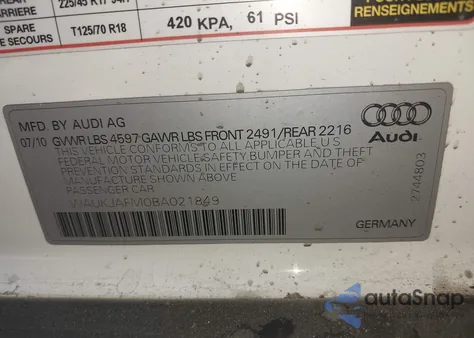 225/45 R17
ARRIERE
SPARE
DE SECOURS
T125/70 R18
420 KPA, 61 PSI
RENSEIGNEMENTS
MFD. BY AUDI AG
07/10 GVWR LBS 4597 GAWR LBS FRONT 2491/REAR 2216
THIS VEHICLE CONFORMS TO ALL APPLICABLE U.S
FEDERAL MOTOR VEHICLE SAFETY BUMPER AND THEFT
PREVENTION STANDARDS IN EFFECT ON THE DATE OF
MANUFACTURE SHOWN ABOVE.
PASSENGER CAR
WAUKJAFM0BA021849
Audi
2744803
GERMANY
autoSnap